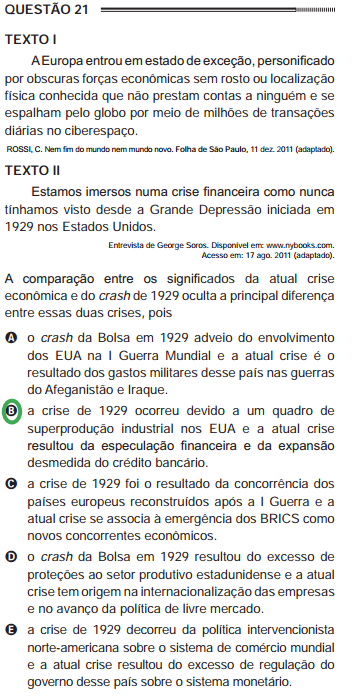 QUESTÃO 21
TEXTO I
A Europa entrou em estado de exceção, personificado
por obscuras forças econômicas sem rosto ou localização
física conhecida que não prestam contas a ninguém e se
espalham pelo globo por meio de milhões de transações
diárias no ciberespaço.
ROSSI, C. Nem fim do mundo nem mundo novo. Folha de São Paulo, 11 dez. 2011 (adaptado).
TEXTO II
Estamos imersos numa crise financeira como nunca
tínhamos visto desde a Grande Depressão iniciada em
1929 nos Estados Unidos.
Entrevista de George Soros. Disponível em: www.nybooks.com.
Acesso em: 17 ago. 2011 (adaptado).
A comparação entre os significados da atual crise
econômica e do crash de 1929 oculta a principal diferença
entre essas duas crises, pois
A o crash da Bolsa em 1929 adveio do envolvimento
dos EUA na I Guerra Mundial e a atual crise é o
resultado dos gastos militares desse país nas guerras
do Afeganistão e Iraque.
B a crise de 1929 ocorreu devido a um quadro de
superprodução industrial nos EUA e a atual crise
resultou da especulação financeira e da expansão
desmedida do crédito bancário.
C a crise de 1929 foi o resultado da concorrência dos
países europeus reconstruídos após a I Guerra e a
atual crise se associa à emergência dos BRICS como
novos concorrentes econômicos.
D o crash da Bolsa em 1929 resultou do excesso de
proteções ao setor produtivo estadunidense e a atual
crise tem origem na internacionalização das empresas
e no avanço da política de livre mercado.
E a crise de 1929 decorreu da política intervencionista
norte-americana sobre o sistema de comércio mundial
e a atual crise resultou do excesso de regulação do
governo desse país sobre o sistema monetário.